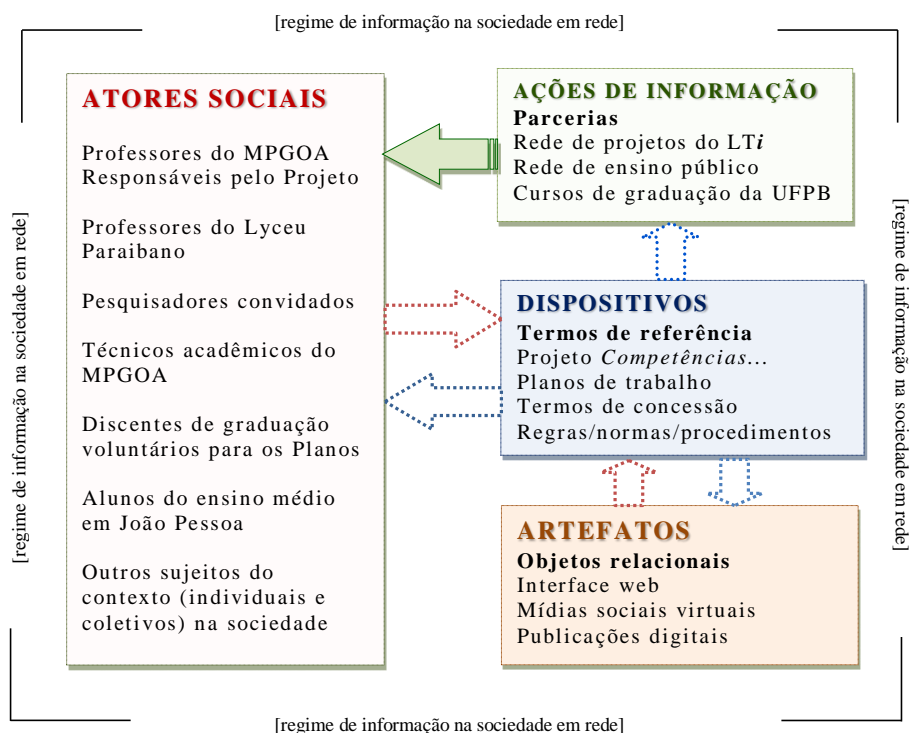 [regime de informação na sociedade em rede]
[regime de informação na sociedade em rede]
ATORES SOCIAIS
Professores do MPGOA
Responsáveis pelo Projeto
Professores do Lyceu
Paraibano
Pesquisadores convidados
Técnicos acadêmicos do
MPGOA
Discentes de graduação
voluntários para os Planos
Alunos do ensino médio
em João Pessoa
Outros sujeitos do
contexto (individuais e
coletivos) na sociedade
AÇÕES DE INFORMAÇÃO
Parcerias
Rede de projetos do LTi
Rede de ensino público
Cursos de graduação da UFPB
DISPOSITIVOS
Termos de referência
Projeto Competências...
Planos de trabalho
Termos de concessão
Regras/normas/procedimentos
ARTEFATOS
Objetos relacionais
Interface web
Mídias sociais virtuais
Publicações digitais
[regime de informação na sociedade em rede]
[regime de informação na sociedade em rede]